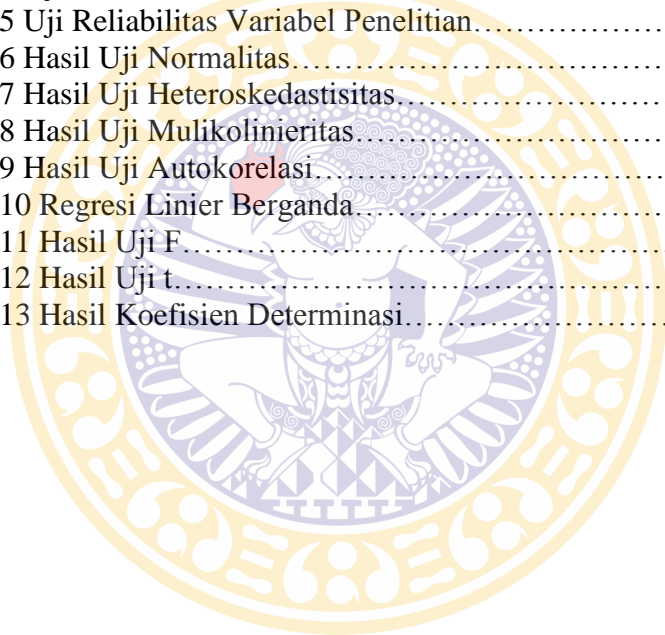 5 Uji Reliabilitas Variabel Penelitian……………………
6 Hasil Uji Normalitas……………………………………
7 Hasil Uji Heteroskedastisitas……………………………
8 Hasil Uji Mulikolinieritas………………………………
9 Hasil Uji Autokorelasi……………………………………
10 Regresi Linier Berganda…………………………………
11 Hasil Uji F…………………………………………………
12 Hasil Uji t…………………………………………………
13 Hasil Koefisien Determinasi……………………………